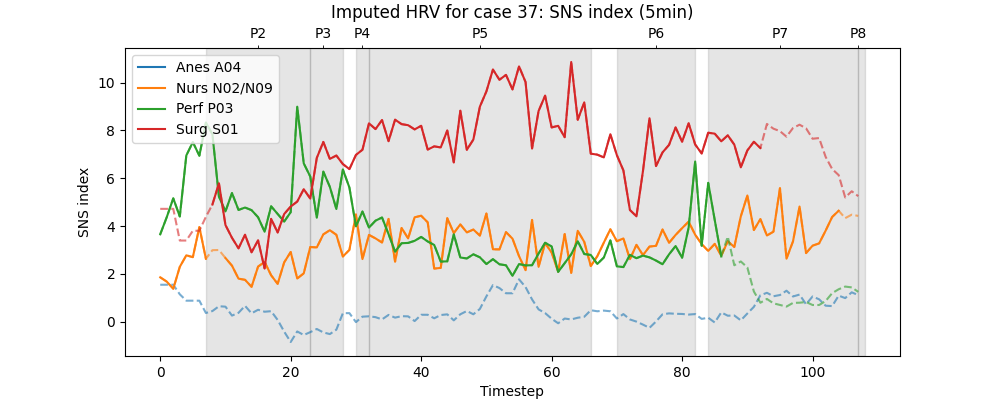 Imputed HRV for case 37: SNS index (5min)
P2 P3 P4 P5 P6 P7 P8
Anes A04
Nurs N02/N09
Perf P03
Surg S01
10
8
6
4
2
0
SNS index
0 20 40 60 80 100
Timestep